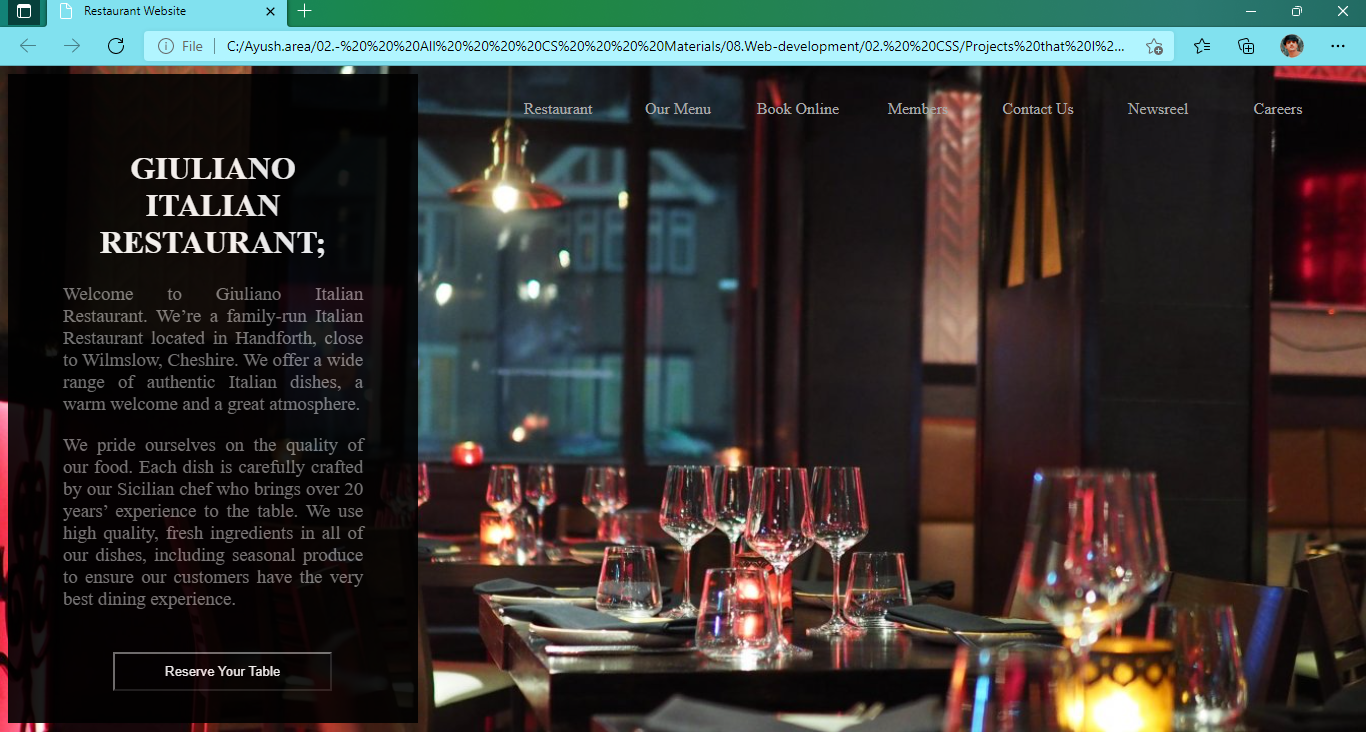 Restaurant Website
File
C:/Ayush.area/02.-%20%20%20All%20%20%20%20CS%20%20%20%20Materials/08.Web-development/02.%20%20CSS/Projects%20that%20I%2...
Restaurant Our Menu Book Online Members Contact Us Newsreel Careers
GIULIANO
ITALIAN
RESTAURANT;
Welcome to Giuliano Italian
Restaurant. We’re a family-run Italian
Restaurant located in Handforth, close
to Wilmslow, Cheshire. We offer a wide
range of authentic Italian dishes, a
warm welcome and a great atmosphere.
We pride ourselves on the quality of
our food. Each dish is carefully crafted
by our Sicilian chef who brings over 20
years’ experience to the table. We use
high quality, fresh ingredients in all of
our dishes, including seasonal produce
to ensure our customers have the very
best dining experience.
Reserve Your Table